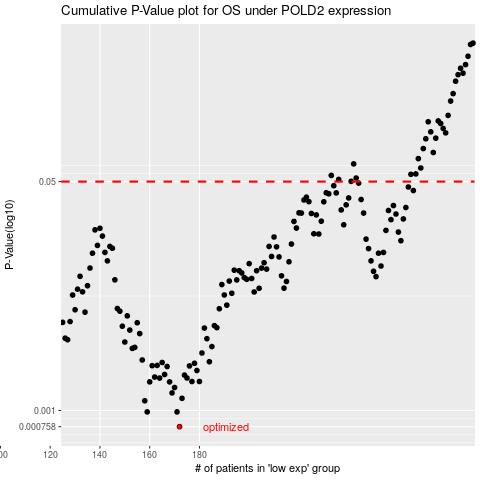 Cumulative P-Value plot for OS under POLD2 expression
P-Value(log10)
0.05
0.001
0.000758
optimized
00 120 140 160 180
# of patients in 'low exp' group